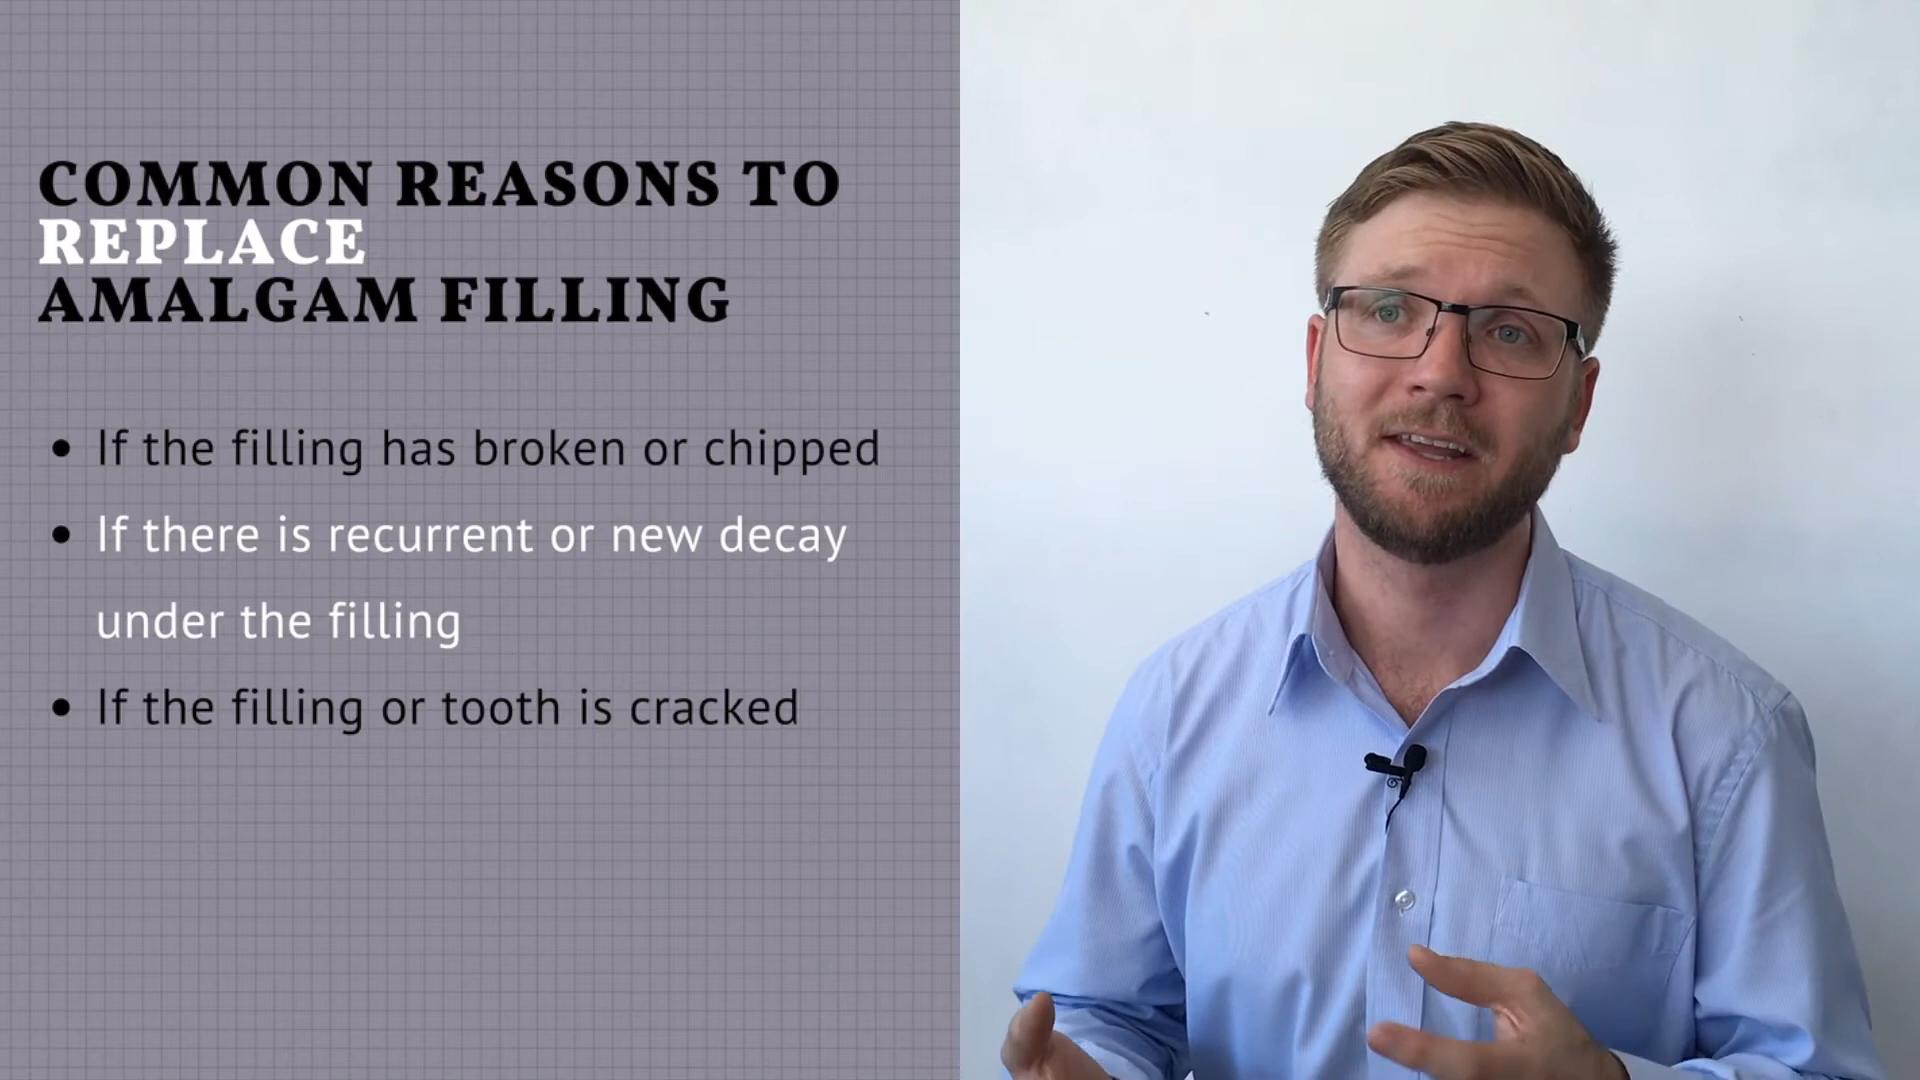 COMMON REASONS TO
REPLACE
AMALGAM FILLING
• If the filling has broken or chipped
• If there is recurrent or new decay
under the filling
• If the filling or tooth is cracked